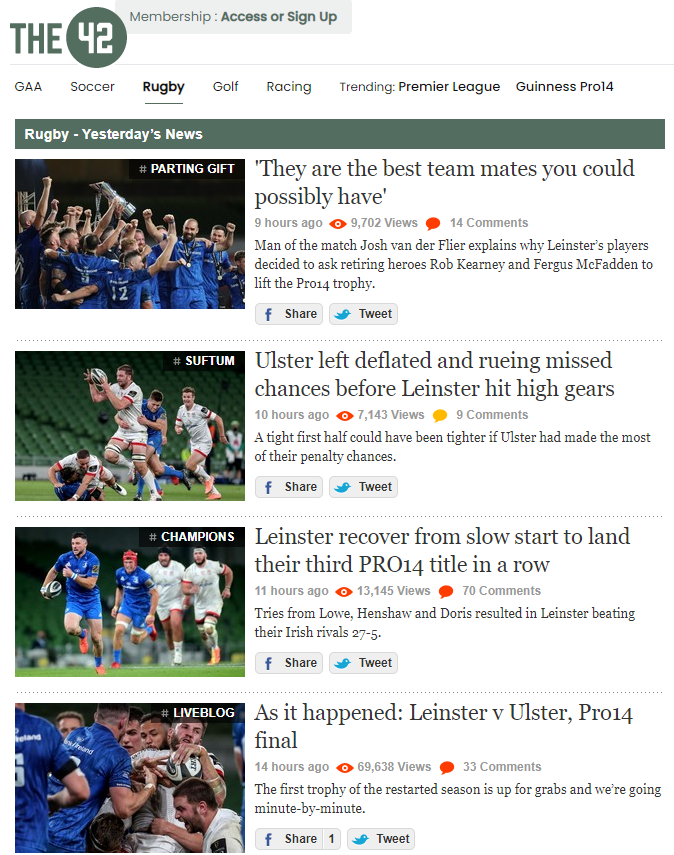 Membership : Access or Sign Up
THE 42
GAA Soccer Rugby Golf Racing Trending: Premier League Guinness Pro14
Rugby - Yesterday's News
# PARTING GIFT
'They are the best team mates you could
possibly have'
9 hours ago 9,702 Views 14 Comments
Man of the match Josh van der Flier explains why Leinster’s players
decided to ask retiring heroes Rob Kearney and Fergus McFadden to
lift the Pro14 trophy.
Share Tweet
# SUFTUM
Ulster left deflated and rueing missed
chances before Leinster hit high gears
10 hours ago 7,143 Views 9 Comments
A tight first half could have been tighter if Ulster had made the most
of their penalty chances.
Share Tweet
# CHAMPIONS
Leinster recover from slow start to land
their third PRO14 title in a row
11 hours ago 13,145 Views 70 Comments
Tries from Lowe, Henshaw and Doris resulted in Leinster beating
their Irish rivals 27-5.
Share Tweet
# LIVEBLOG
As it happened: Leinster v Ulster, Pro14
final
14 hours ago 69,638 Views 33 Comments
The first trophy of the restarted season is up for grabs and we’re going
minute-by-minute.
Share 1 Tweet